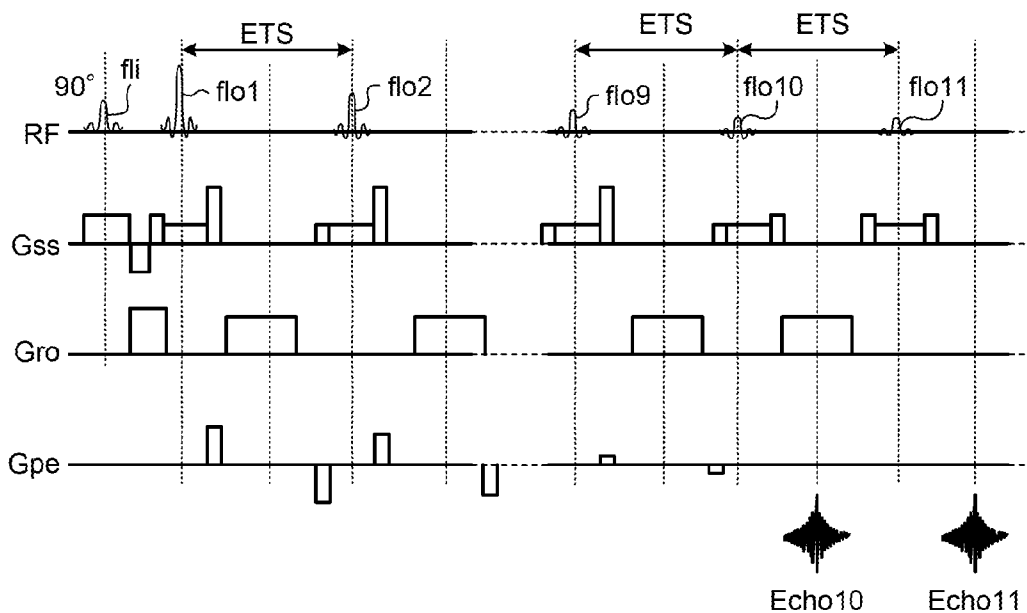 ETS
ETS
ETS
90°
fli
flo1
flo2
flo9
flo10
flo11
RF
Gss
Gro
Gpe
Echo10
Echo11